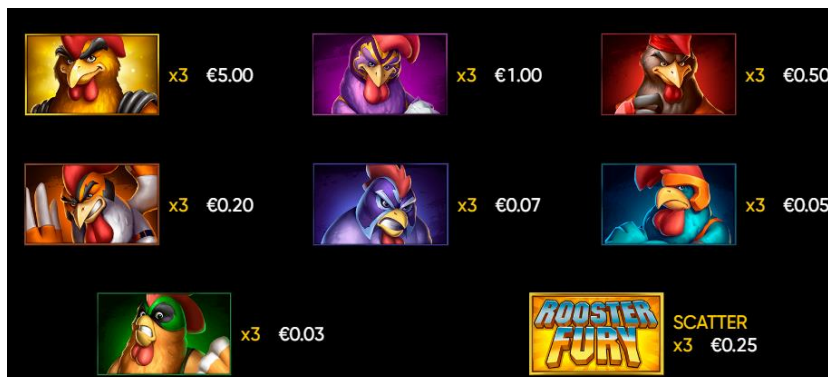 x3 €5.00
x3 €1.00
x3 €0.50
x3 €0.20
x3 €0.07
x3 €0.05
x3 €0.03
ROOSTER
FURY
SCATTER
x3 €0.25